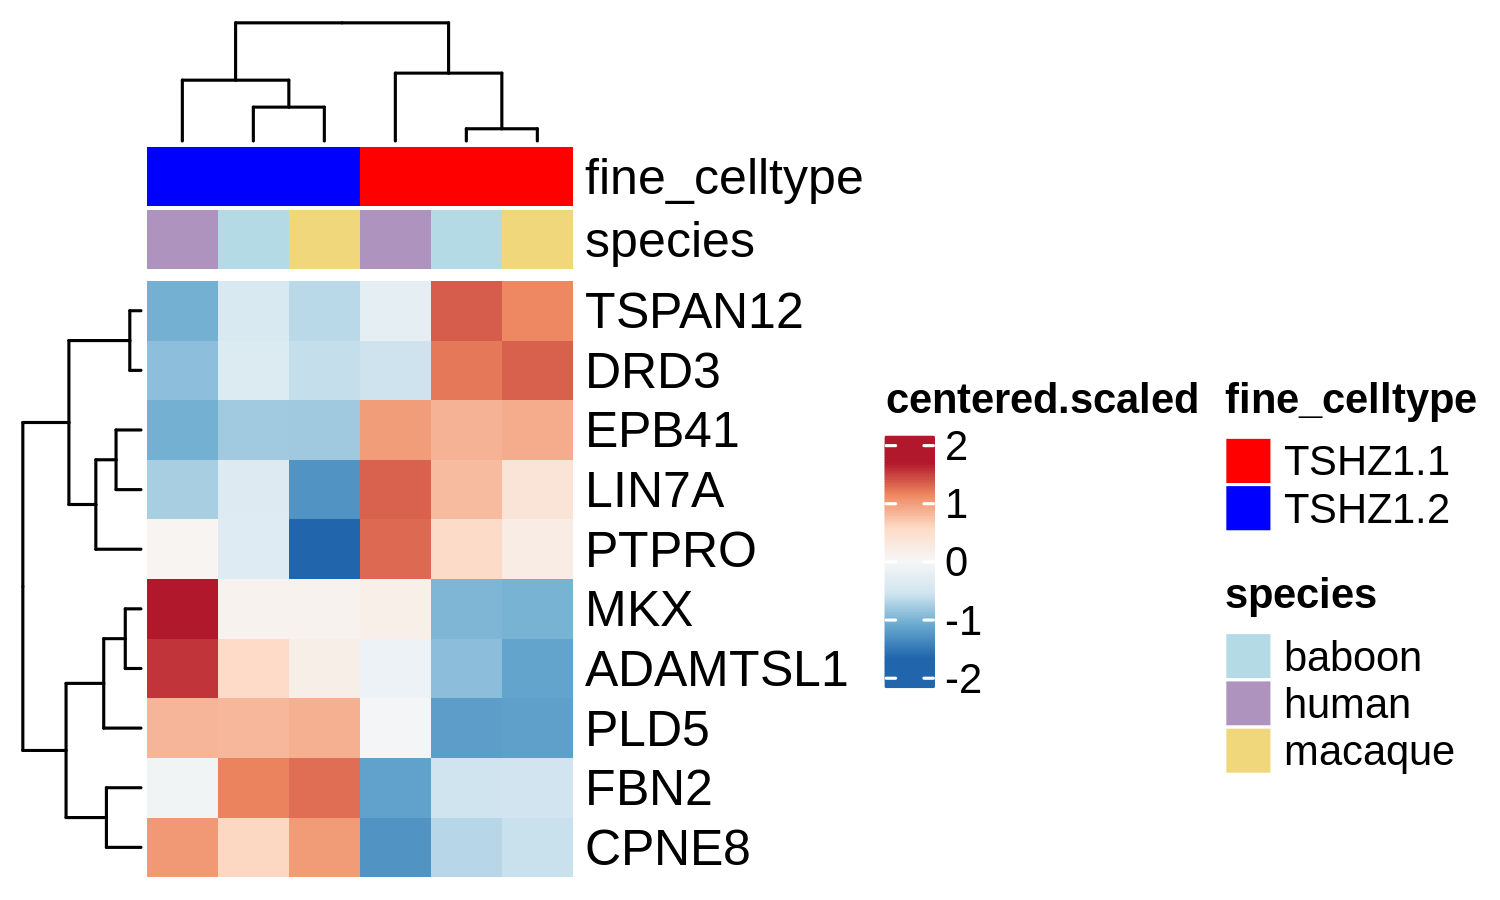 fine_celltype
species
TSPAN12
DRD3
EPB41
LIN7A
PTPRO
MKX
ADAMTSL1
PLD5
FBN2
CPNE8
centered.scaled
2
1
0
-1
-2
fine_celltype
TSHZ1.1
TSHZ1.2
species
baboon
human
macaque